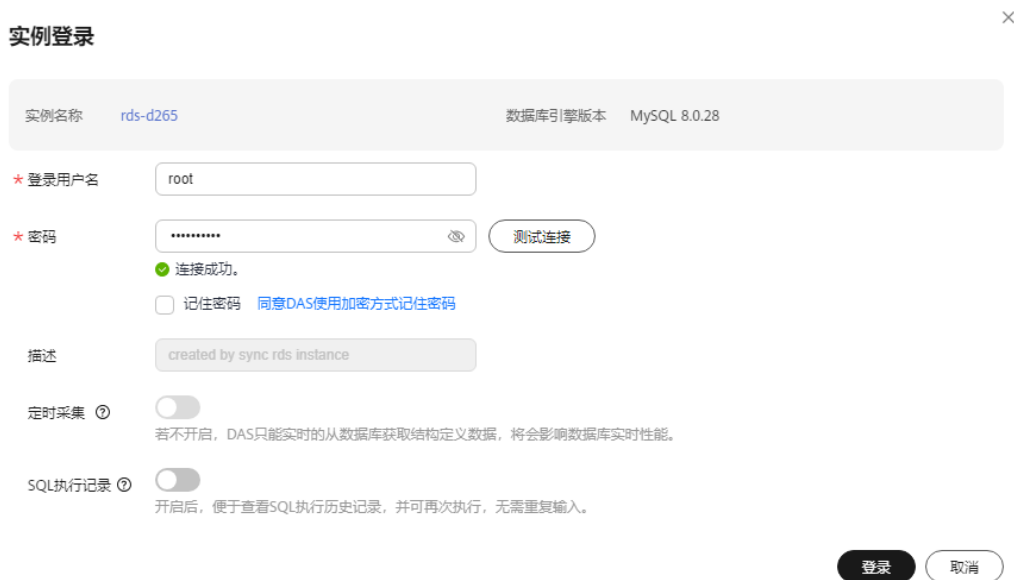 实例登录
实例名称 rds-d265 数据库引擎版本 MySQL 8.0.28
* 登录用户名 root
* 密码 •••••••••• 测试连接
连接成功。
记住密码 同意DAS使用加密方式记住密码
描述 created by sync rds instance
定时采集 ?
若不开启，DAS只能实时的从数据库获取结构定义数据，将会影响数据库实时性能。
SQL执行记录 ?
开启后，便于查看SQL执行历史记录，并可再次执行，无需重复输入。
登录 取消